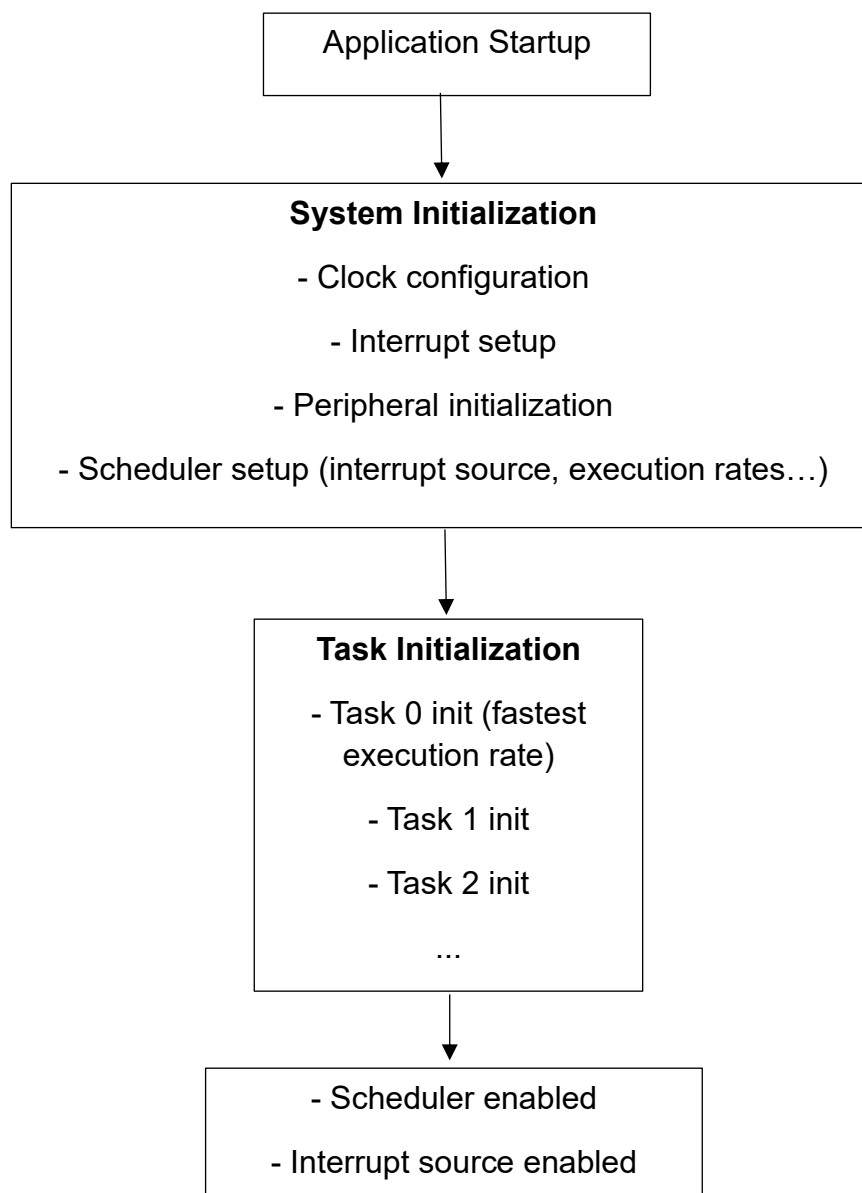 Application Startup
System Initialization
- Clock configuration
- Interrupt setup
- Peripheral initialization
- Scheduler setup (interrupt source, execution rates…)
Task Initialization
- Task 0 init (fastest
execution rate)
- Task 1 init
- Task 2 init
...
- Scheduler enabled
- Interrupt source enabled